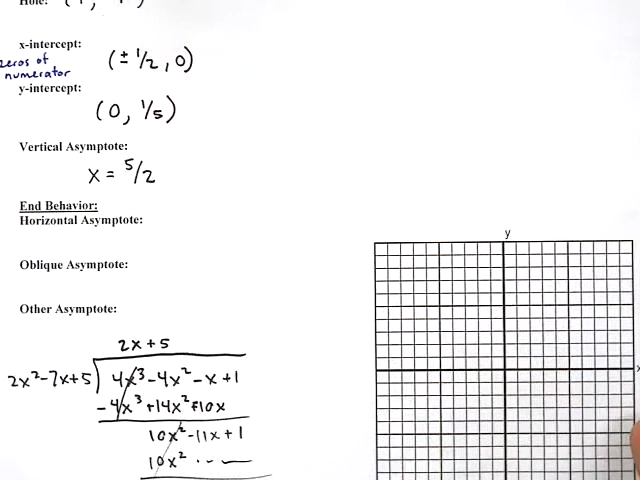 Hole:
x-intercept:
zeros of
numerator
(± 1/2, 0)
y-intercept:
(0, 1/5)
Vertical Asymptote:
x = 5/2
End Behavior:
Horizontal Asymptote:
Oblique Asymptote:
Other Asymptote:
2x+5
2x²-7x+5) 4x³-4x²-x+1
-4x³+14x²+10x
10x²-11x+1
10x²
y
x